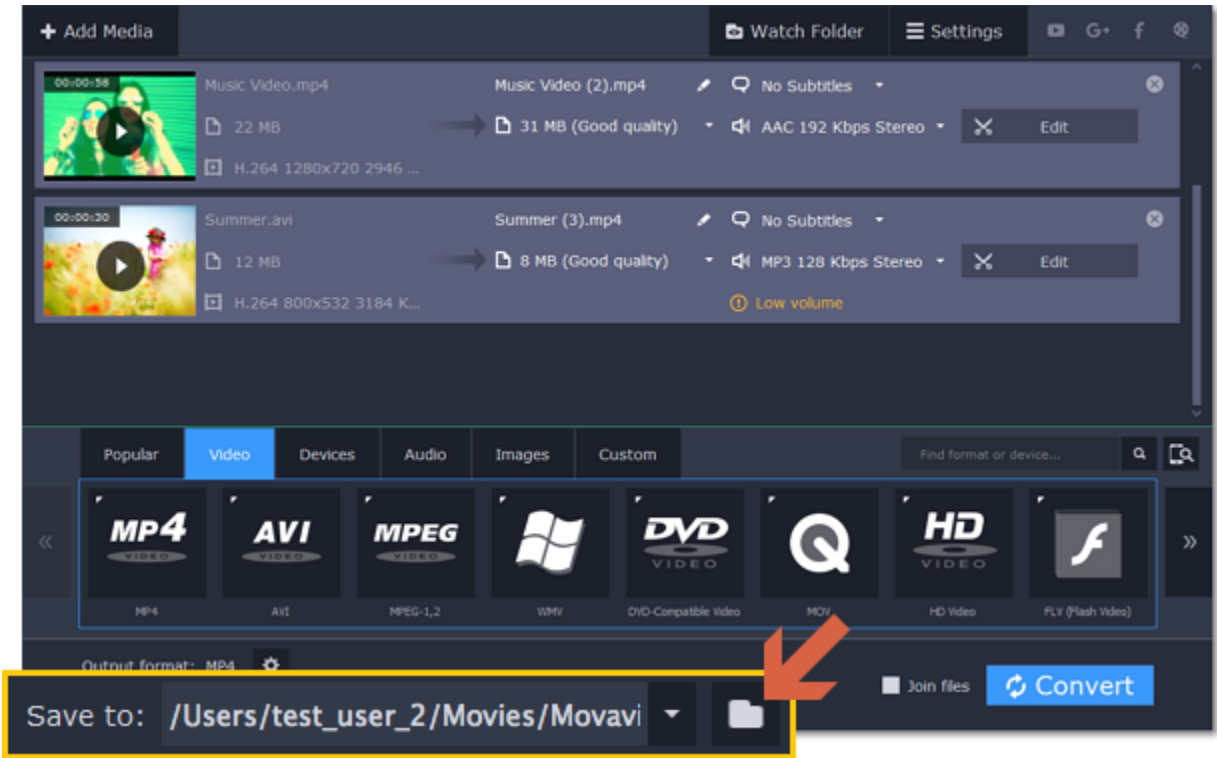 + Add Media
Watch Folder
Settings
G+ f
00:00:58
Music Video.mp4
Music Video (2).mp4
No Subtitles
22 MB
31 MB (Good quality)
AAC 192 Kbps Stereo
Edit
H.264 1280x720 2946 ...
00:00:30
Summer.avi
Summer (3).mp4
No Subtitles
12 MB
8 MB (Good quality)
MP3 128 Kbps Stereo
Edit
H.264 800x532 3184 K...
Low volume
Popular
Video
Devices
Audio
Images
Custom
Find format or device...
MP4 VIDEO
AVI VIDEO
MPEG VIDEO
DVD VIDEO
HD VIDEO
MP4
AVI
MPEG-1,2
WMV
DVD-Compatible Video
MOV
HD Video
FLV (Flash Video)
Output format: MP4
Join files
Convert
Save to: /Users/test_user_2/Movies/Movavi